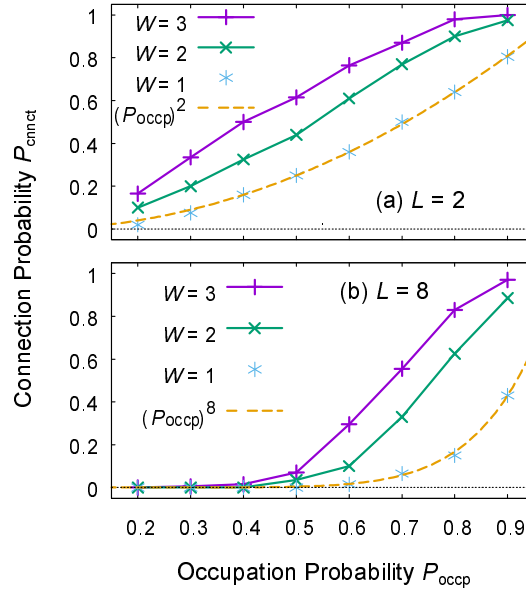 1
0.8
0.6
0.4
0.2
0
W = 3
W = 2
W = 1
(Poccp)²
(a) L = 2
1
0.8
0.6
0.4
0.2
0
W = 3
W = 2
W = 1
(Poccp)⁸
(b) L = 8
0.2 0.3 0.4 0.5 0.6 0.7 0.8 0.9
Connection Probability Pcnnct
Occupation Probability Poccp